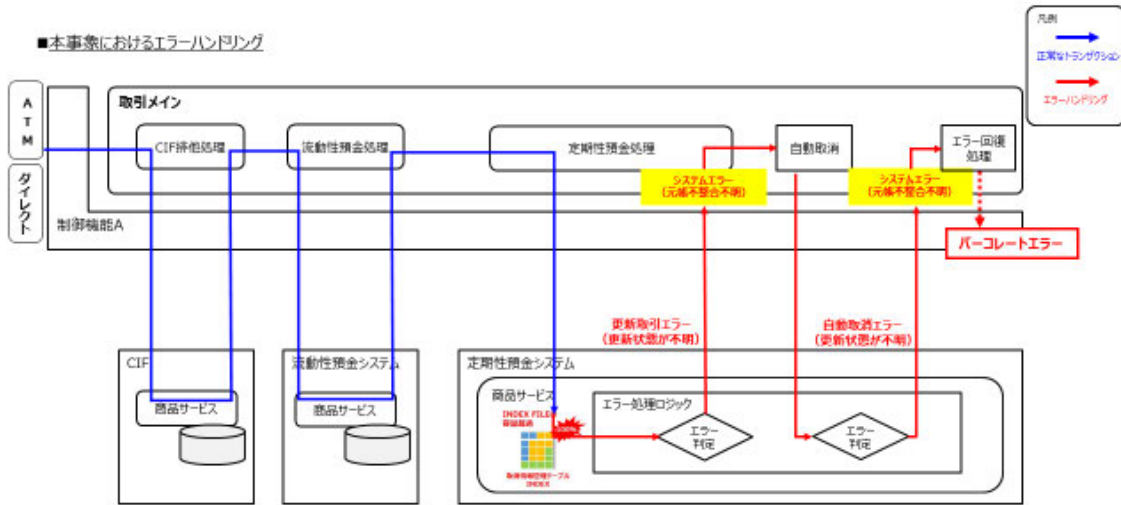 ■本事象におけるエラーハンドリング
凡例
正常なトランザクション
エラーハンドリング
ATM
ダイレクト
取引メイン
CIF排他処理
流動性預金処理
定期性預金処理
自動取消
エラー回復
処理
システムエラー
(元帳不整合不明)
システムエラー
(元帳不整合不明)
制御機能A
パーコレートエラー
更新取引エラー
(更新状態が不明)
自動取消エラー
(更新状態が不明)
CIF
商品サービス
流動性預金システム
商品サービス
定期性預金システム
商品サービス
エラー処理ロジック
INDEX FILE
容量超過
エラー
判定
エラー
判定
INDEX